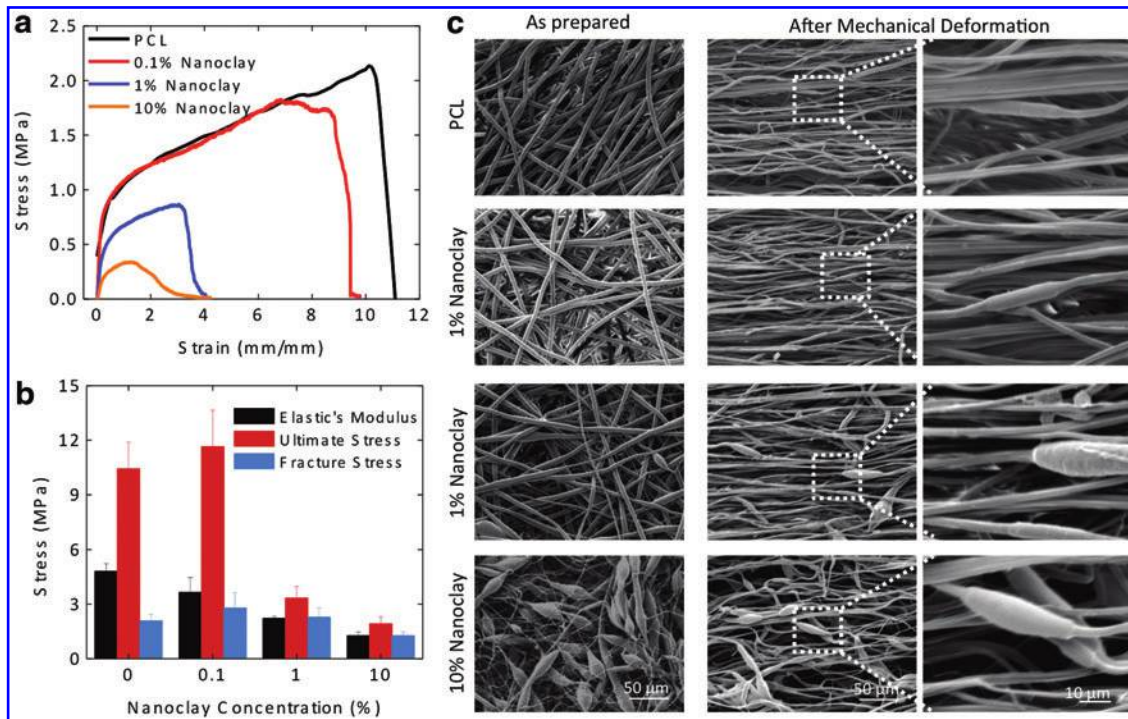 a
2.5
2.0
1.5
1.0
0.5
0.0
Stress (MPa)
PCL
0.1% Nanoclay
1% Nanoclay
10% Nanoclay
0 2 4 6 8 10 12
Strain (mm/mm)
b
15
12
9
6
3
0
Stress (MPa)
Elastic's Modulus
Ultimate Stress
Fracture Stress
0 0.1 1 10
Nanoclay Concentration (%)
c
As prepared
After Mechanical Deformation
PCL
1% Nanoclay
1% Nanoclay
10% Nanoclay
50 μm
50 μm
10 μm